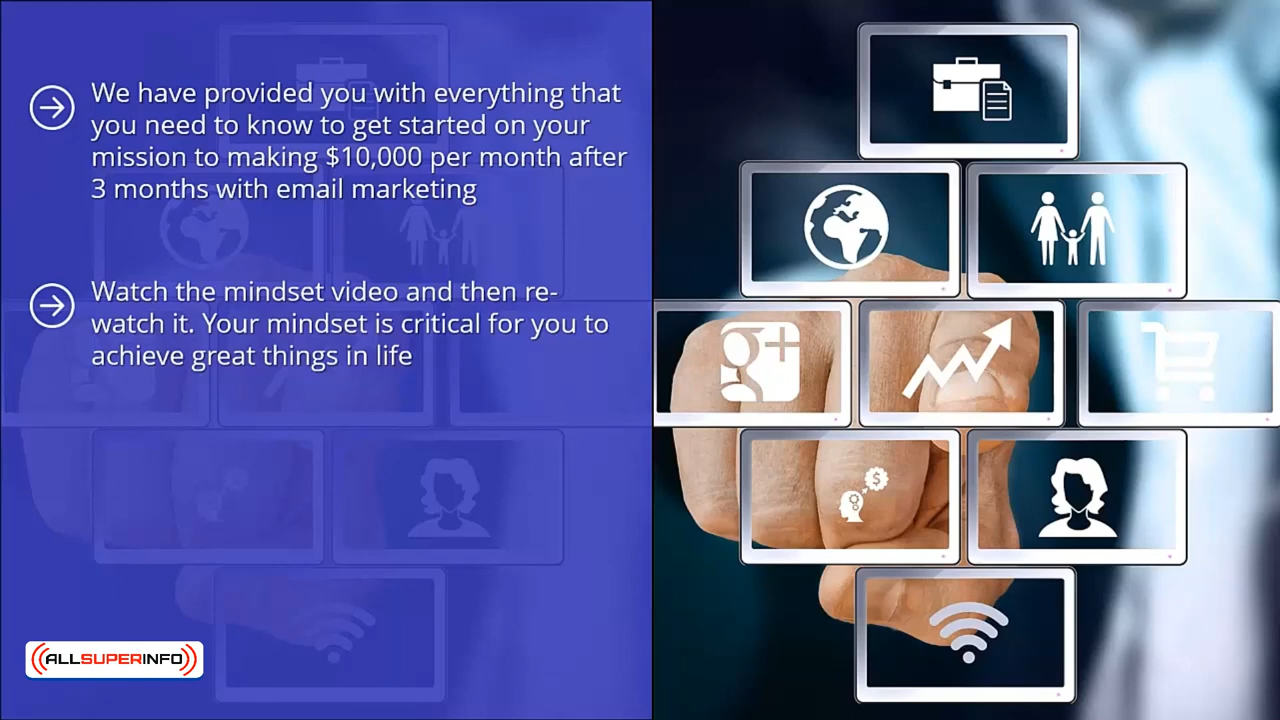 We have provided you with everything that
you need to know to get started on your
mission to making $10,000 per month after
3 months with email marketing
Watch the mindset video and then re-
watch it. Your mindset is critical for you to
achieve great things in life
ALLSUPERINFO